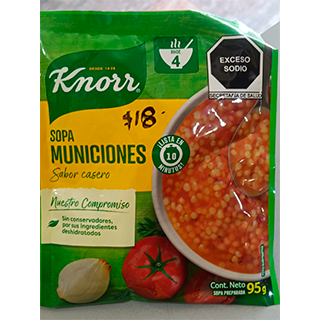 DESDE 1838
Knorr
RINDE
4
EXCESO
SODIO
SECRETARÍA DE SALUD
$18
SOPA
MUNICIONES
Sabor casero
¡LISTA EN
10
MINUTOS!
Nuestro Compromiso
Sin conservadores,
por sus ingredientes
deshidratados
Cont. Neto
SOPA PREPARADA
95g